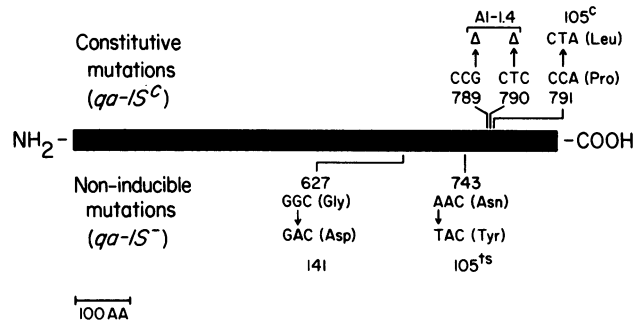 A1-1.4 105ᶜ
Constitutive Δ Δ CTA (Leu)
mutations CCG CTC CCA (Pro)
(qa-1Sᶜ) 789 790 791
NH₂- -COOH
Non-inducible 627 743
mutations GGC (Gly) AAC (Asn)
(qa-1S⁻) GAC (Asp) TAC (Tyr)
141 105ᵗˢ
100 AA